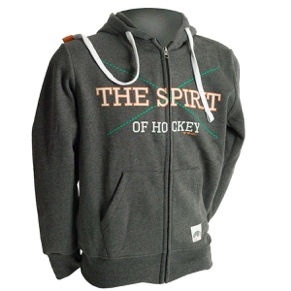 THE SPIRIT
OF HOCKEY